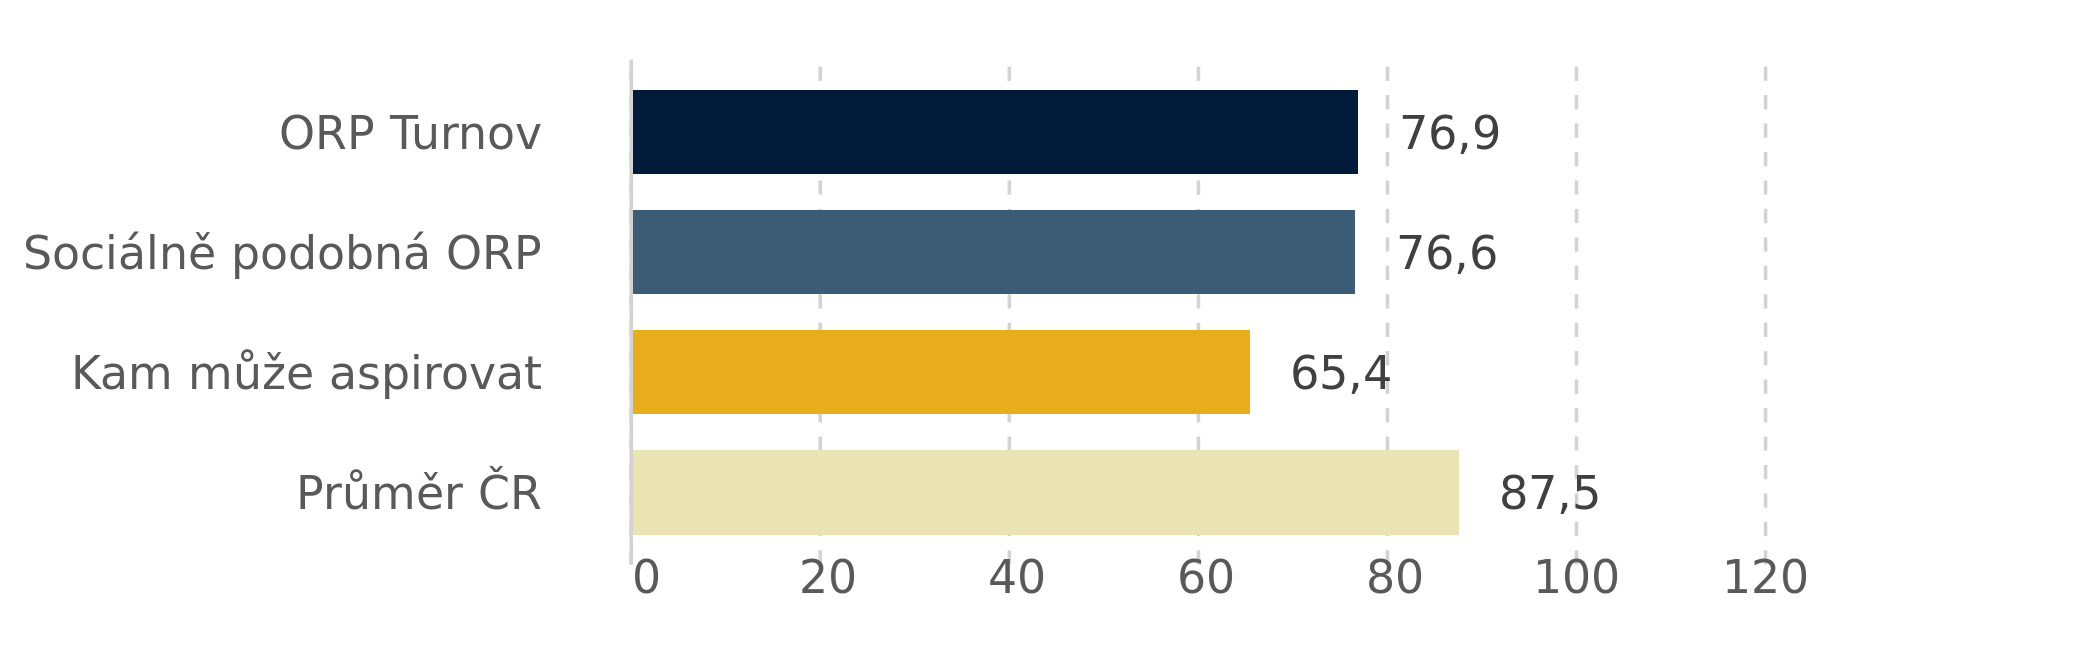 ORP Turnov 76,9
Sociálně podobná ORP 76,6
Kam může aspirovat 65,4
Průměr ČR 87,5
0 20 40 60 80 100 120